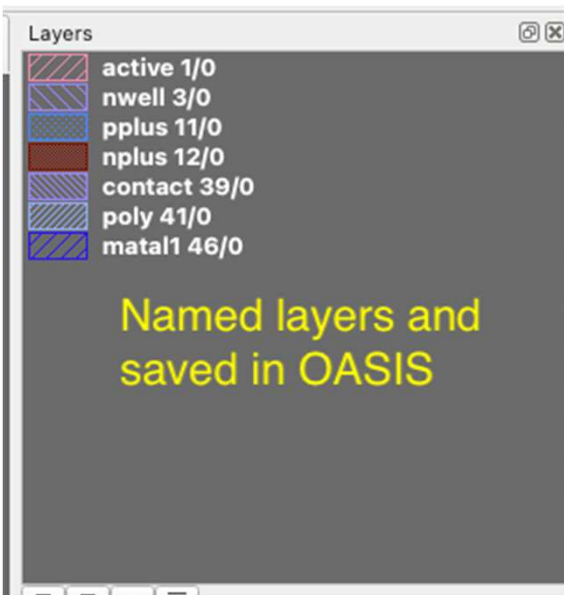 Layers
active 1/0
nwell 3/0
pplus 11/0
nplus 12/0
contact 39/0
poly 41/0
matal1 46/0
Named layers and
saved in OASIS